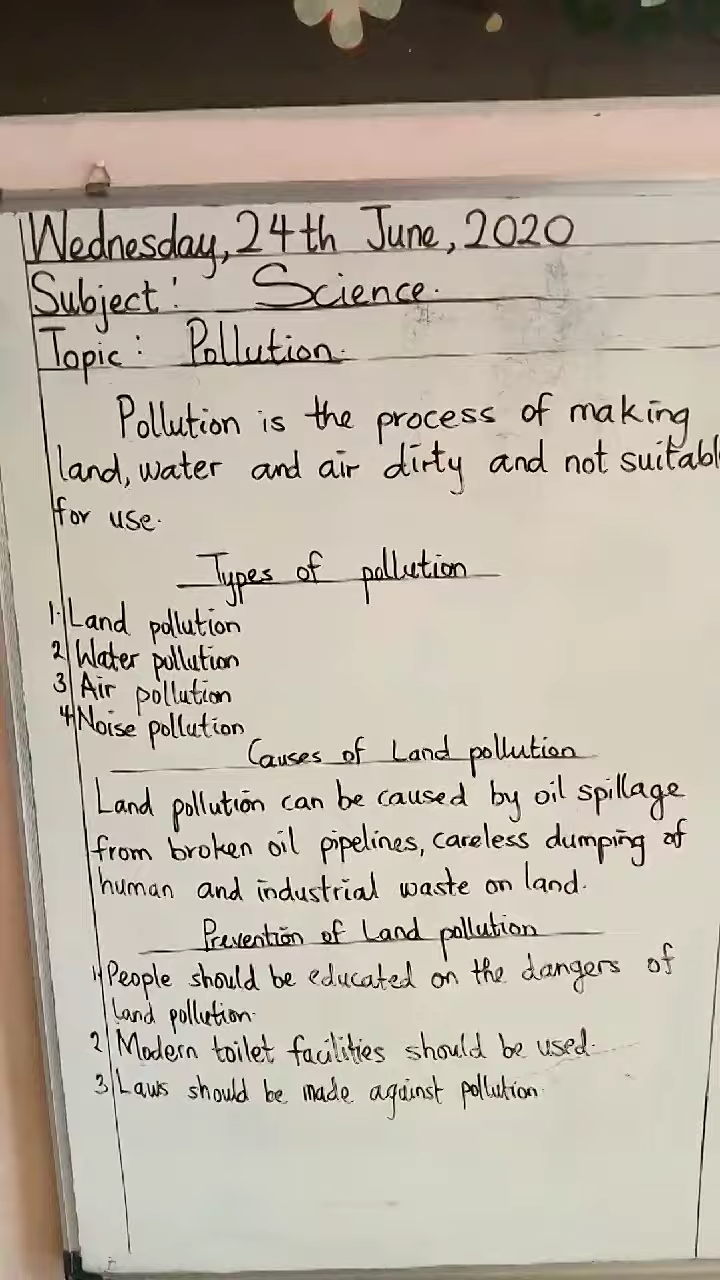 Wednesday, 24th June, 2020
Subject: Science.
Topic: Pollution.
Pollution is the process of making
land, water and air dirty and not suitabl
for use.
Types of pollution
1. Land pollution
2 Water pollution
3 Air pollution
4 Noise pollution
Causes of Land pollution
Land pollution can be caused by oil spillage
from broken oil pipelines, careless dumping of
human and industrial waste on land.
Prevention of Land pollution
1 People should be educated on the dangers of
land pollution.
2 Modern toilet facilities should be used.
3 Laws should be made against pollution.